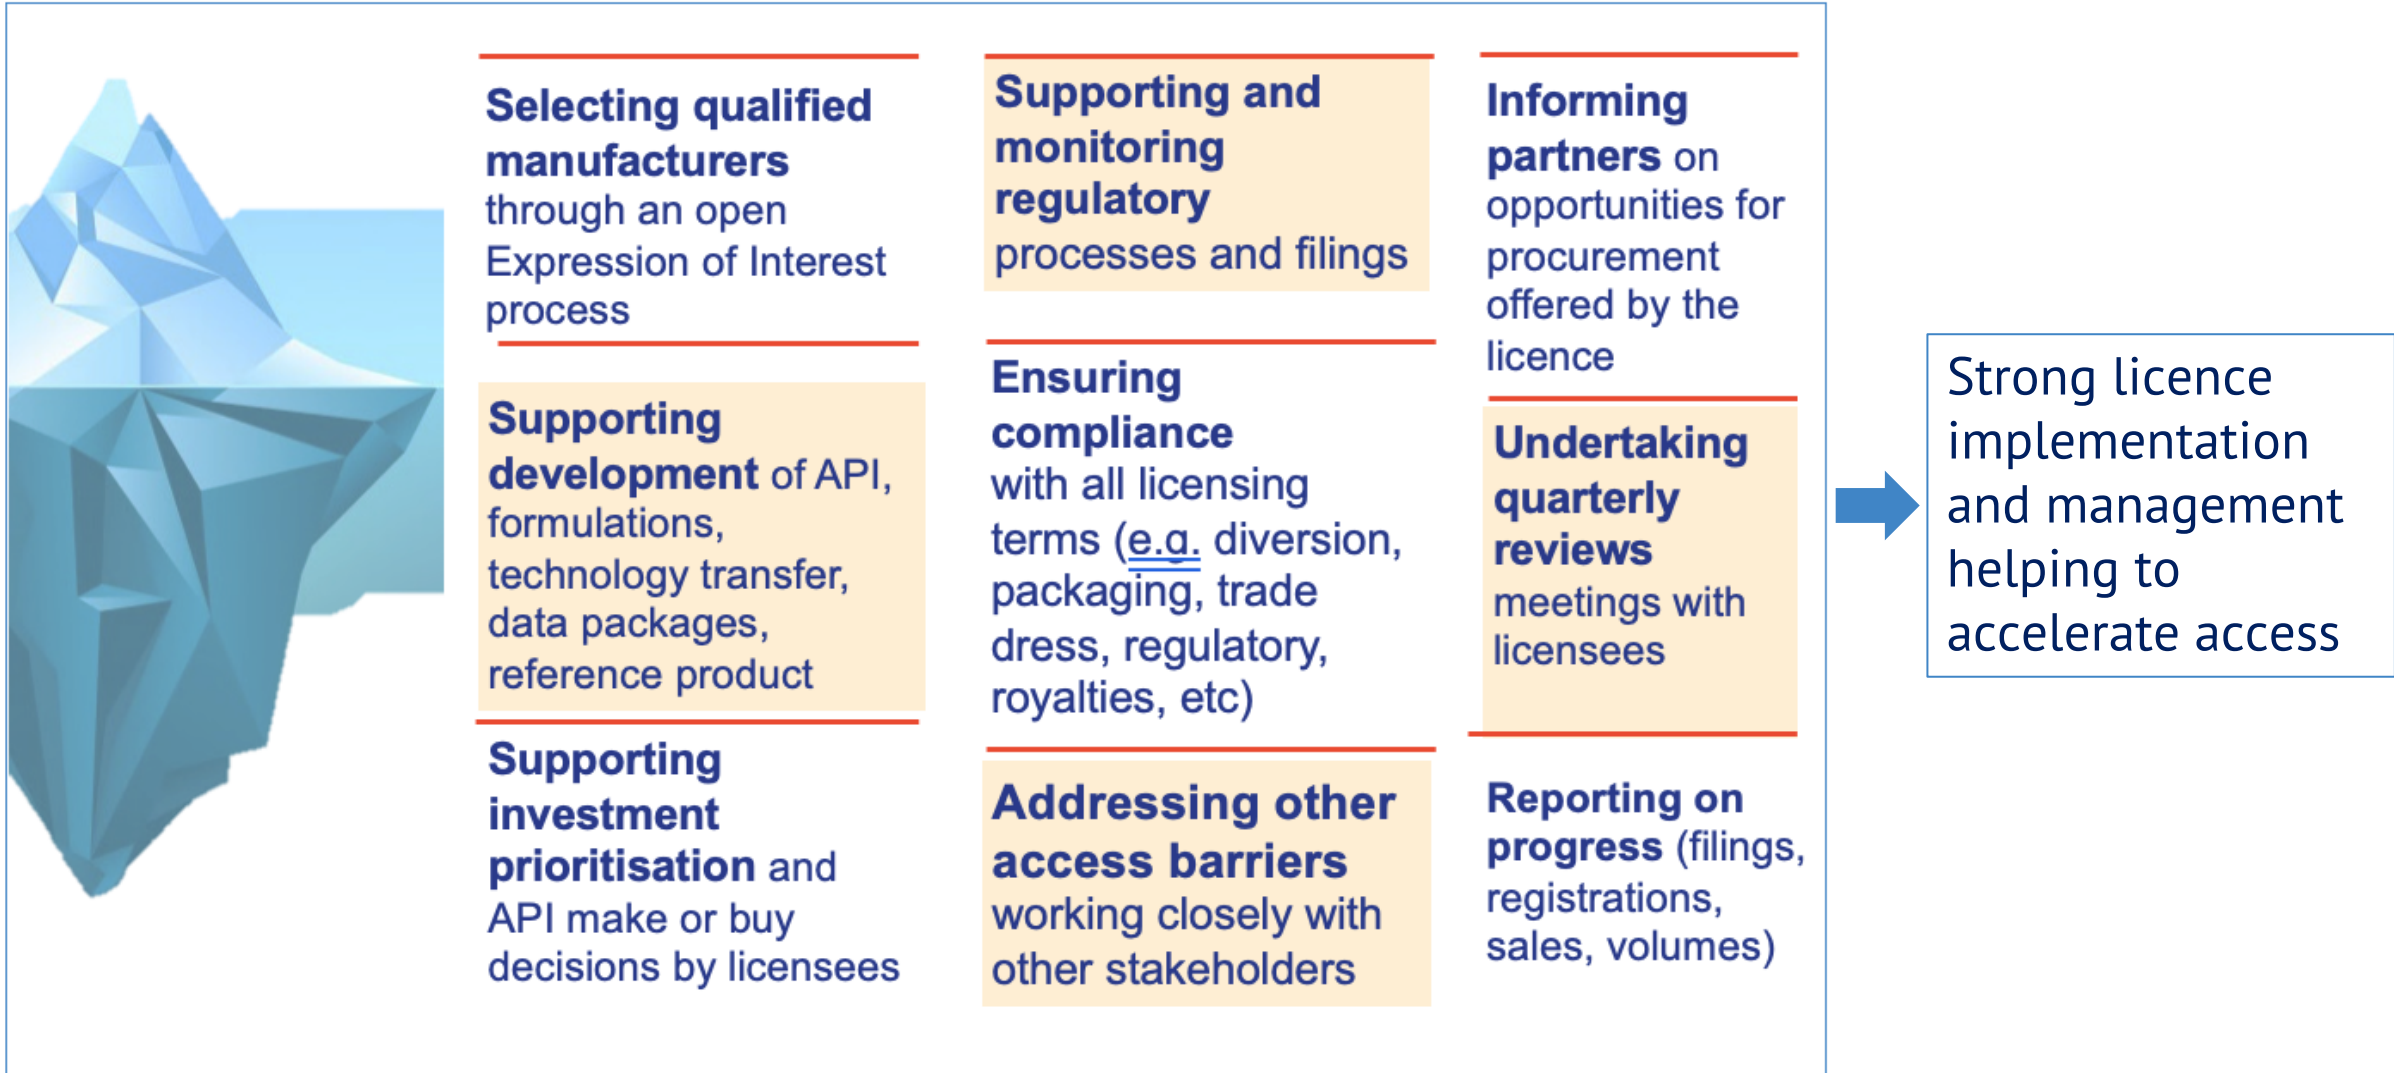 Selecting qualified
manufacturers
through an open
Expression of Interest
process
Supporting
development of API,
formulations,
technology transfer,
data packages,
reference product
Supporting
investment
prioritisation and
API make or buy
decisions by licensees
Supporting and
monitoring
regulatory
processes and filings
Ensuring
compliance
with all licensing
terms (e.g. diversion,
packaging, trade
dress, regulatory,
royalties, etc)
Addressing other
access barriers
working closely with
other stakeholders
Informing
partners on
opportunities for
procurement
offered by the
licence
Undertaking
quarterly
reviews
meetings with
licensees
Reporting on
progress (filings,
registrations,
sales, volumes)
Strong licence
implementation
and management
helping to
accelerate access